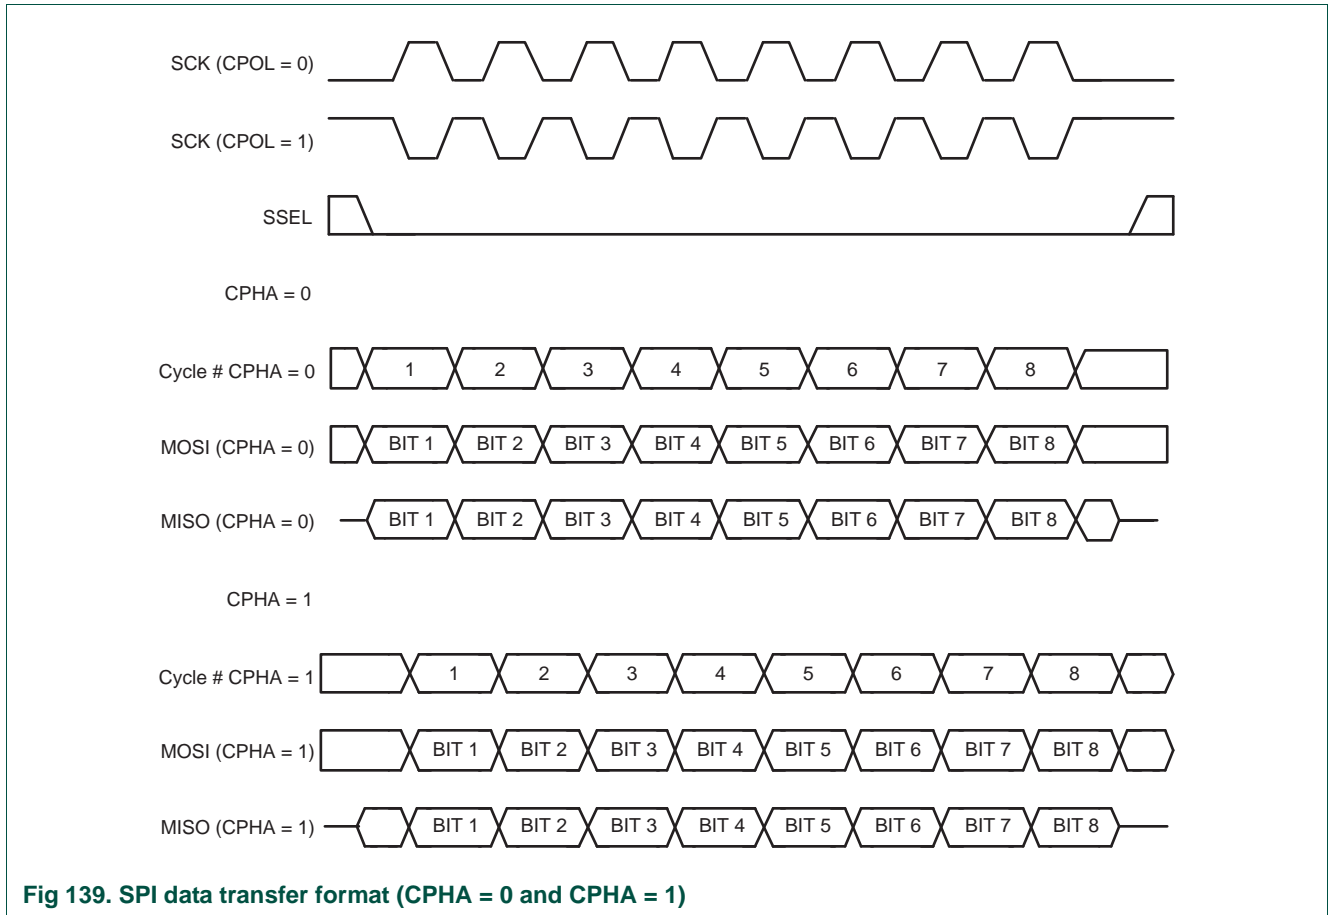 SCK (CPOL = 0)
SCK (CPOL = 1)
SSEL
CPHA = 0
Cycle # CPHA = 0 1 2 3 4 5 6 7 8
MOSI (CPHA = 0) BIT 1 BIT 2 BIT 3 BIT 4 BIT 5 BIT 6 BIT 7 BIT 8
MISO (CPHA = 0) BIT 1 BIT 2 BIT 3 BIT 4 BIT 5 BIT 6 BIT 7 BIT 8
CPHA = 1
Cycle # CPHA = 1 1 2 3 4 5 6 7 8
MOSI (CPHA = 1) BIT 1 BIT 2 BIT 3 BIT 4 BIT 5 BIT 6 BIT 7 BIT 8
MISO (CPHA = 1) BIT 1 BIT 2 BIT 3 BIT 4 BIT 5 BIT 6 BIT 7 BIT 8
Fig 139. SPI data transfer format (CPHA = 0 and CPHA = 1)